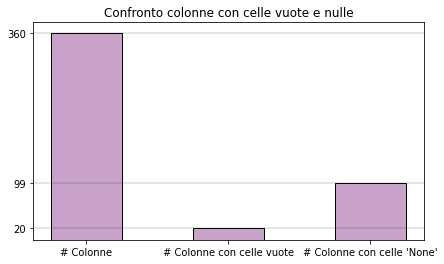 Confronto colonne con celle vuote e nulle
360
99
20
# Colonne
# Colonne con celle vuote
# Colonne con celle 'None'